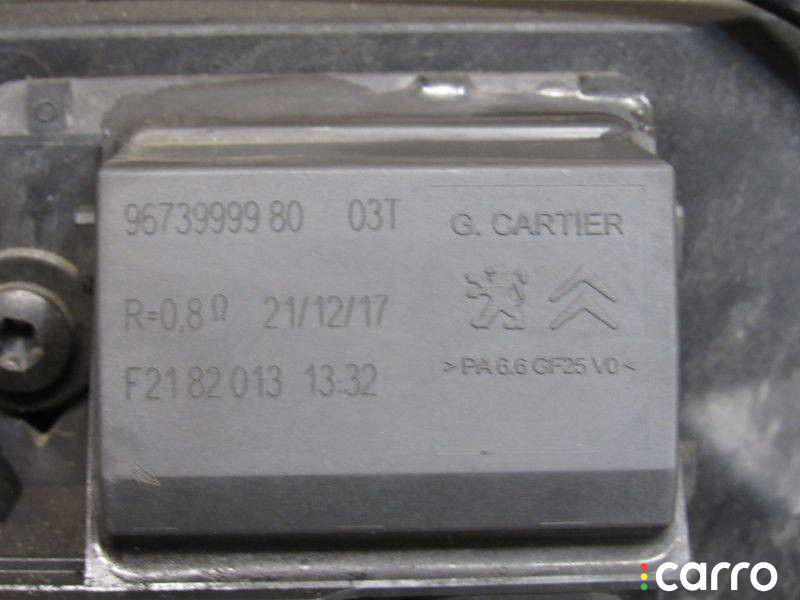 96739999 80 03T
G. CARTIER
R=0,8Ω 21/12/17
F21 82 013 13:32
>PA 6.6 GF25 V0<
carro